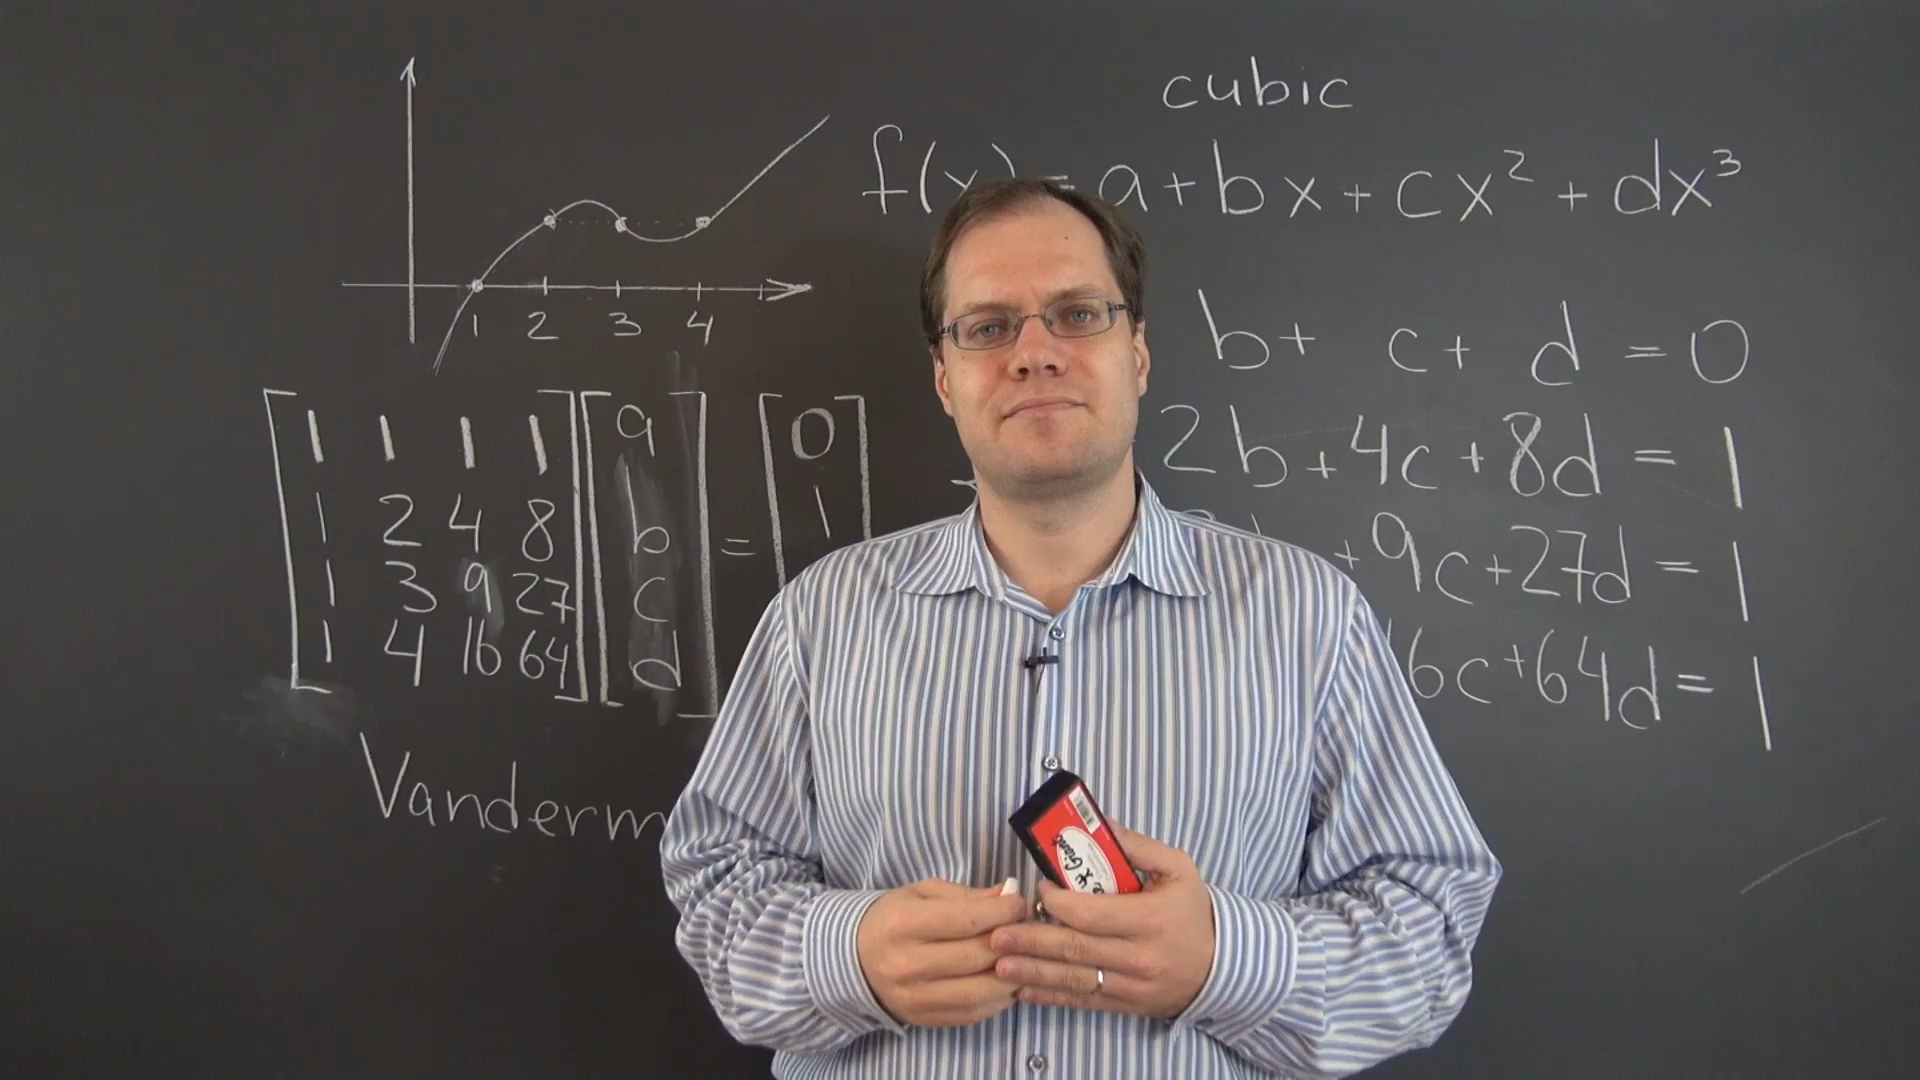 cubic
f(x) = a + bx + cx² + dx³
1 2 3 4
b + c + d = 0
2b + 4c + 8d = 1
+ 9c + 27d = 1
6c + 64d = 1
1 1 1 1 a 0
1 2 4 8 b = 1
1 3 9 27 c
1 4 16 64 d
Vanderm
Giant